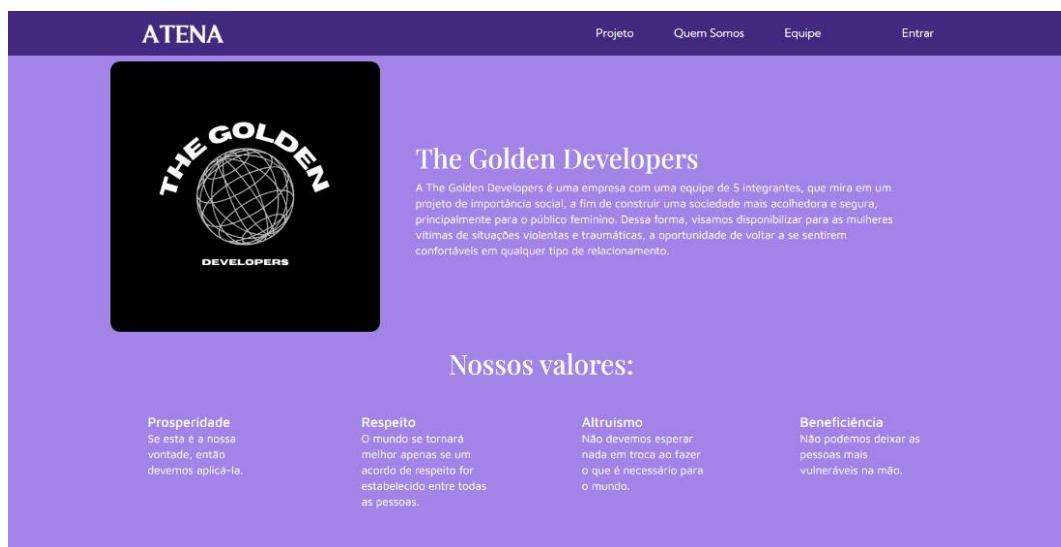 ATENA
Projeto
Quem Somos
Equipe
Entrar
THE GOLDEN
DEVELOPERS
The Golden Developers
A The Golden Developers é uma empresa com uma equipe de 5 integrantes, que mira em um
projeto de importância social, a fim de construir uma sociedade mais acolhedora e segura,
principalmente para o público feminino. Dessa forma, visamos disponibilizar para as mulheres
vítimas de situações violentas e traumáticas, a oportunidade de voltar a se sentirem
confortáveis em qualquer tipo de relacionamento.
Nossos valores:
Prosperidade
Se esta é a nossa
vontade, então
devemos aplicá-la.
Respeito
O mundo se tornará
melhor apenas se um
acordo de respeito for
estabelecido entre todas
as pessoas.
Altruísmo
Não devemos esperar
nada em troca ao fazer
o que é necessário para
o mundo.
Beneficiência
Não podemos deixar as
pessoas mais
vulneráveis na mão.